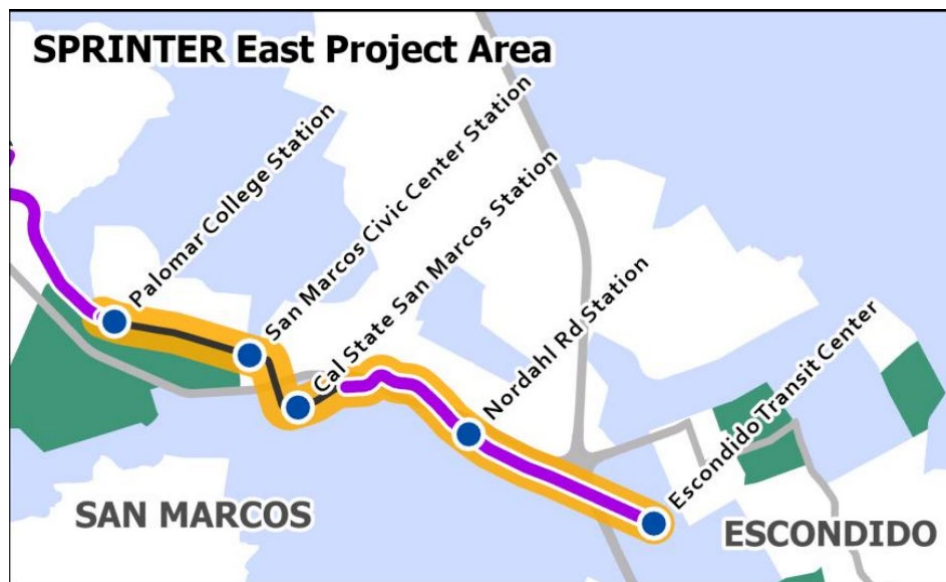 SPRINTER East Project Area
Palomar College Station
San Marcos Civic Center Station
Cal State San Marcos Station
Nordahl Rd Station
Escondido Transit Center
SAN MARCOS
ESCONDIDO